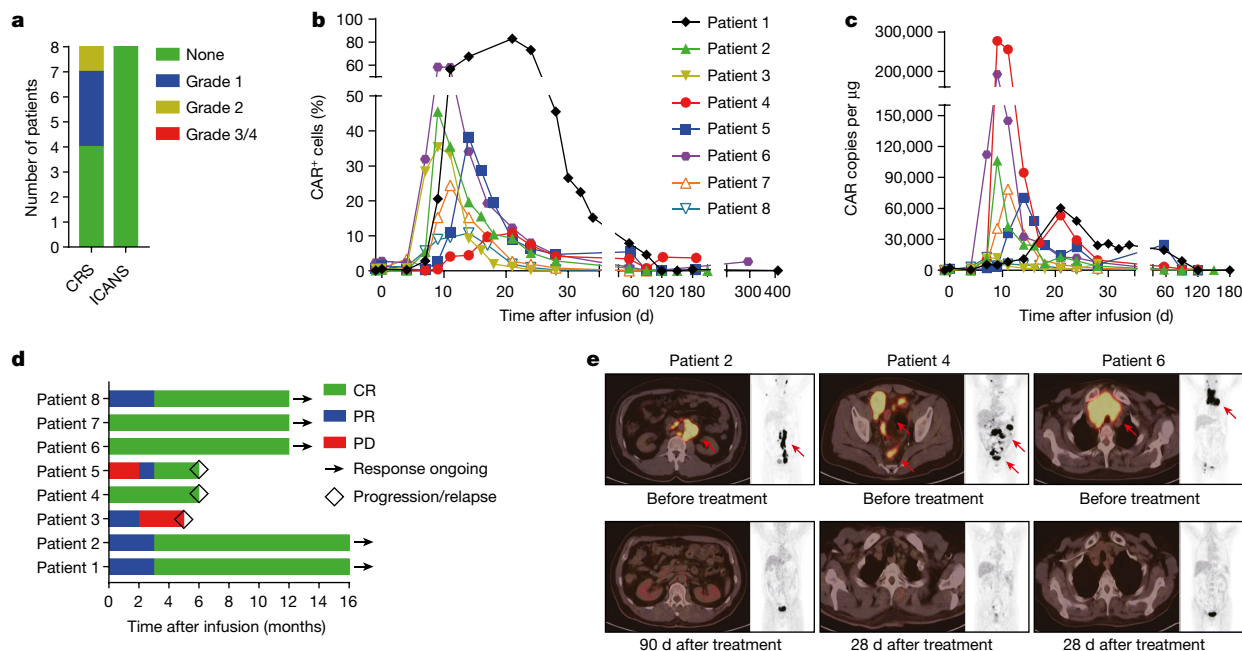 a
8
7
6
5
4
3
2
1
0
Number of patients
CRS
ICANS
None
Grade 1
Grade 2
Grade 3/4
b
100
80
60
50
40
30
20
10
0
CAR⁺ cells (%)
0 10 20 30 60 120 180 300 400
Time after infusion (d)
Patient 1
Patient 2
Patient 3
Patient 4
Patient 5
Patient 6
Patient 7
Patient 8
c
300,000
200,000
150,000
120,000
90,000
60,000
30,000
0
CAR copies per µg
0 10 20 30 60 120 180
Time after infusion (d)
d
Patient 8
Patient 7
Patient 6
Patient 5
Patient 4
Patient 3
Patient 2
Patient 1
0 2 4 6 8 10 12 14 16
Time after infusion (months)
CR
PR
PD
Response ongoing
Progression/relapse
e
Patient 2 Patient 4 Patient 6
Before treatment Before treatment Before treatment
90 d after treatment 28 d after treatment 28 d after treatment